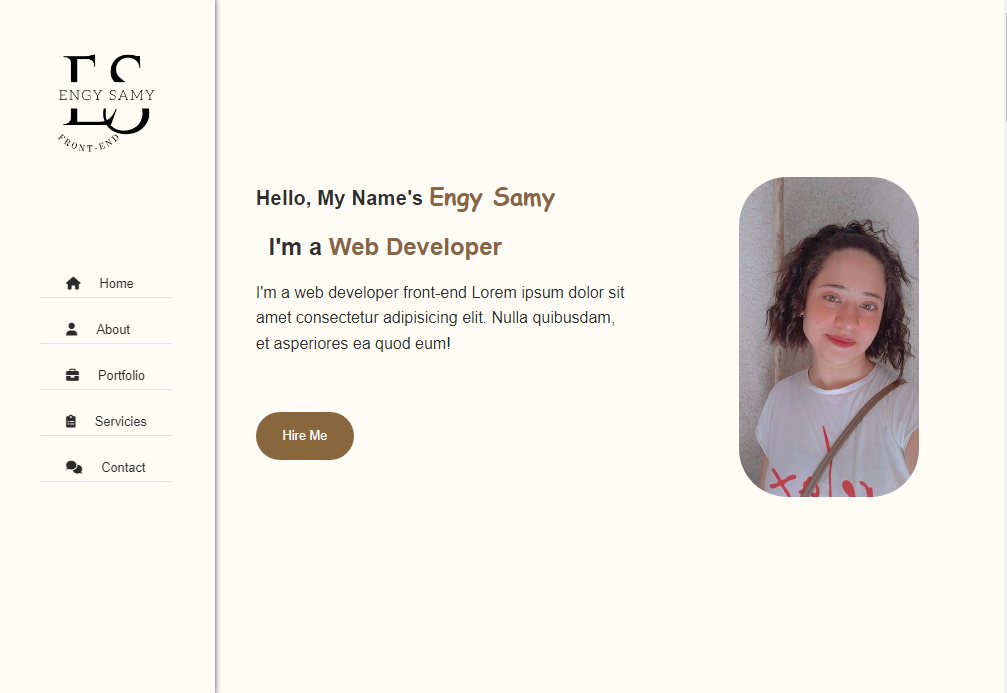 ES
ENGY SAMY
FRONT-END
Home
About
Portfolio
Servicies
Contact
Hello, My Name's Engy Samy
I'm a Web Developer
I'm a web developer front-end Lorem ipsum dolor sit
amet consectetur adipisicing elit. Nulla quibusdam,
et asperiores ea quod eum!
Hire Me